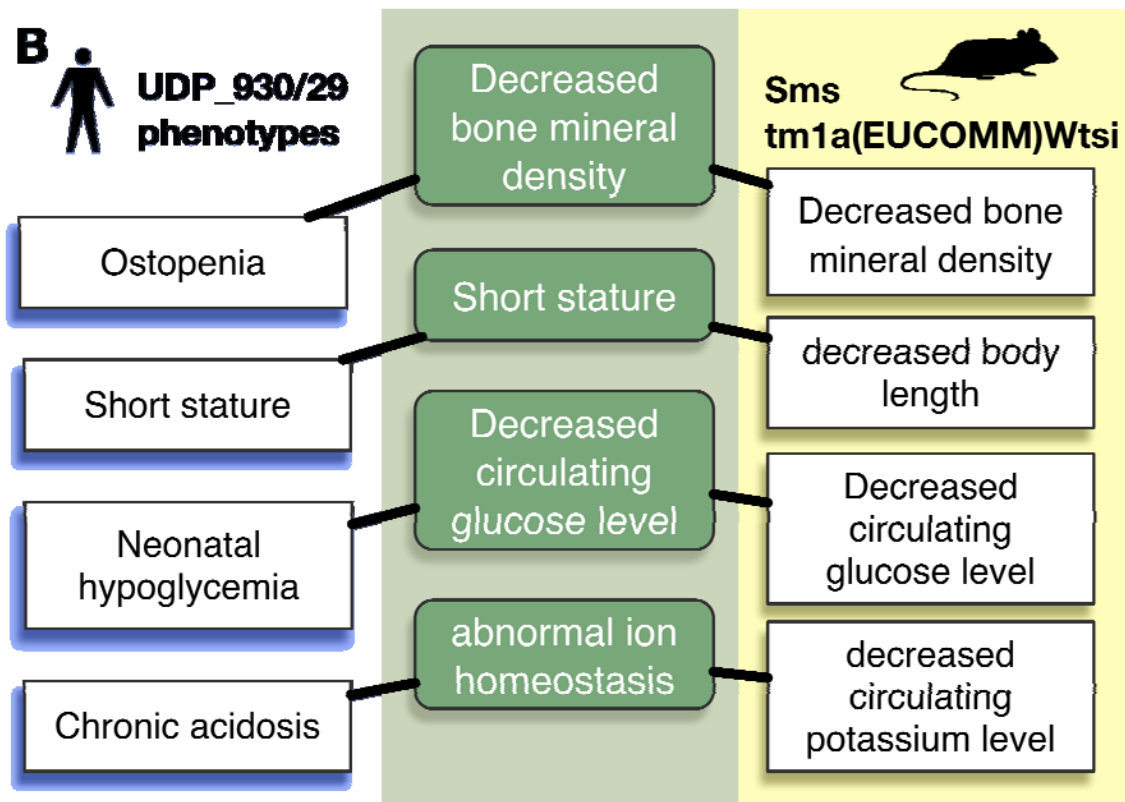 B
UDP_930/29
phenotypes
Ostopenia
Short stature
Neonatal
hypoglycemia
Chronic acidosis
Decreased
bone mineral
density
Short stature
Decreased
circulating
glucose level
abnormal ion
homeostasis
Sms
tm1a(EUCOMM)Wtsi
Decreased bone
mineral density
decreased body
length
Decreased
circulating
glucose level
decreased
circulating
potassium level